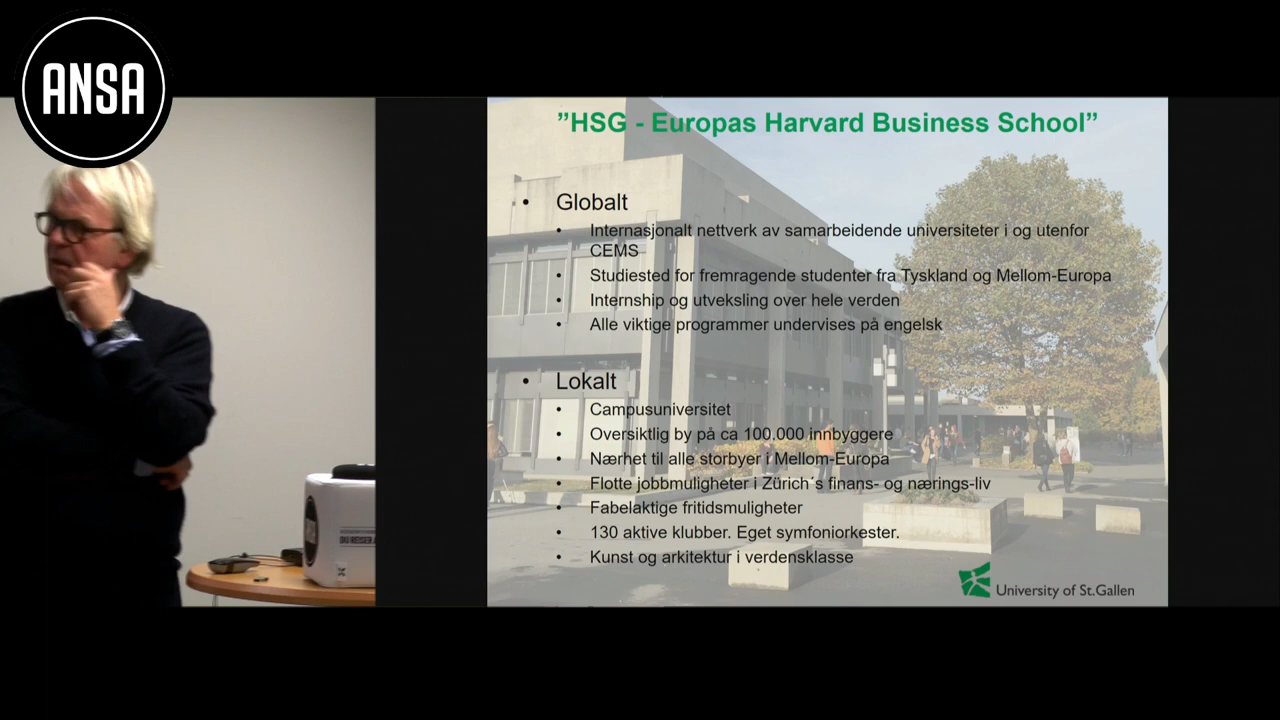 ANSA
”HSG - Europas Harvard Business School”
• Globalt
• Internasjonalt nettverk av samarbeidende universiteter i og utenfor
CEMS
• Studiested for fremragende studenter fra Tyskland og Mellom-Europa
• Internship og utveksling over hele verden
• Alle viktige programmer undervises på engelsk
• Lokalt
• Campusuniversitet
• Oversiktlig by på ca 100,000 innbyggere
• Nærhet til alle storbyer i Mellom-Europa
• Flotte jobbmuligheter i Zürich´s finans- og nærings-liv
• Fabelaktige fritidsmuligheter
• 130 aktive klubber. Eget symfoniorkester.
• Kunst og arkitektur i verdensklasse
University of St.Gallen